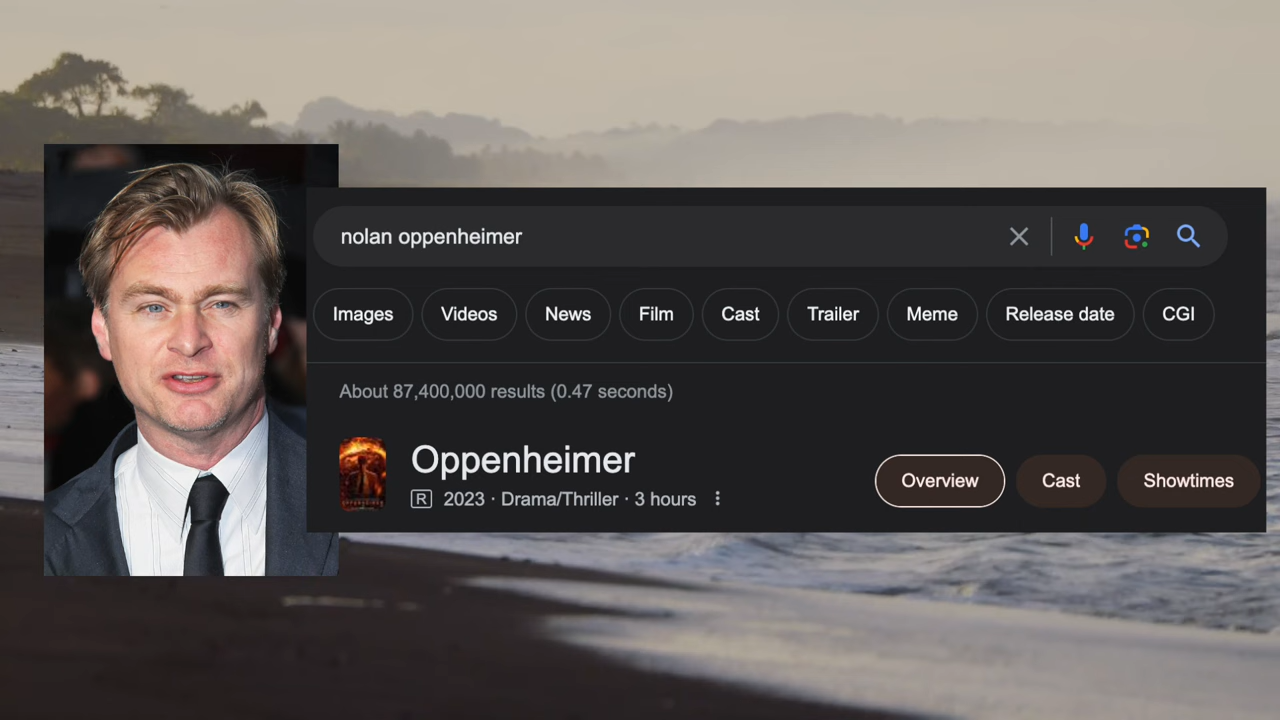 nolan oppenheimer
Images Videos News Film Cast Trailer Meme Release date CGI
About 87,400,000 results (0.47 seconds)
Oppenheimer
R 2023 · Drama/Thriller · 3 hours
Overview Cast Showtimes